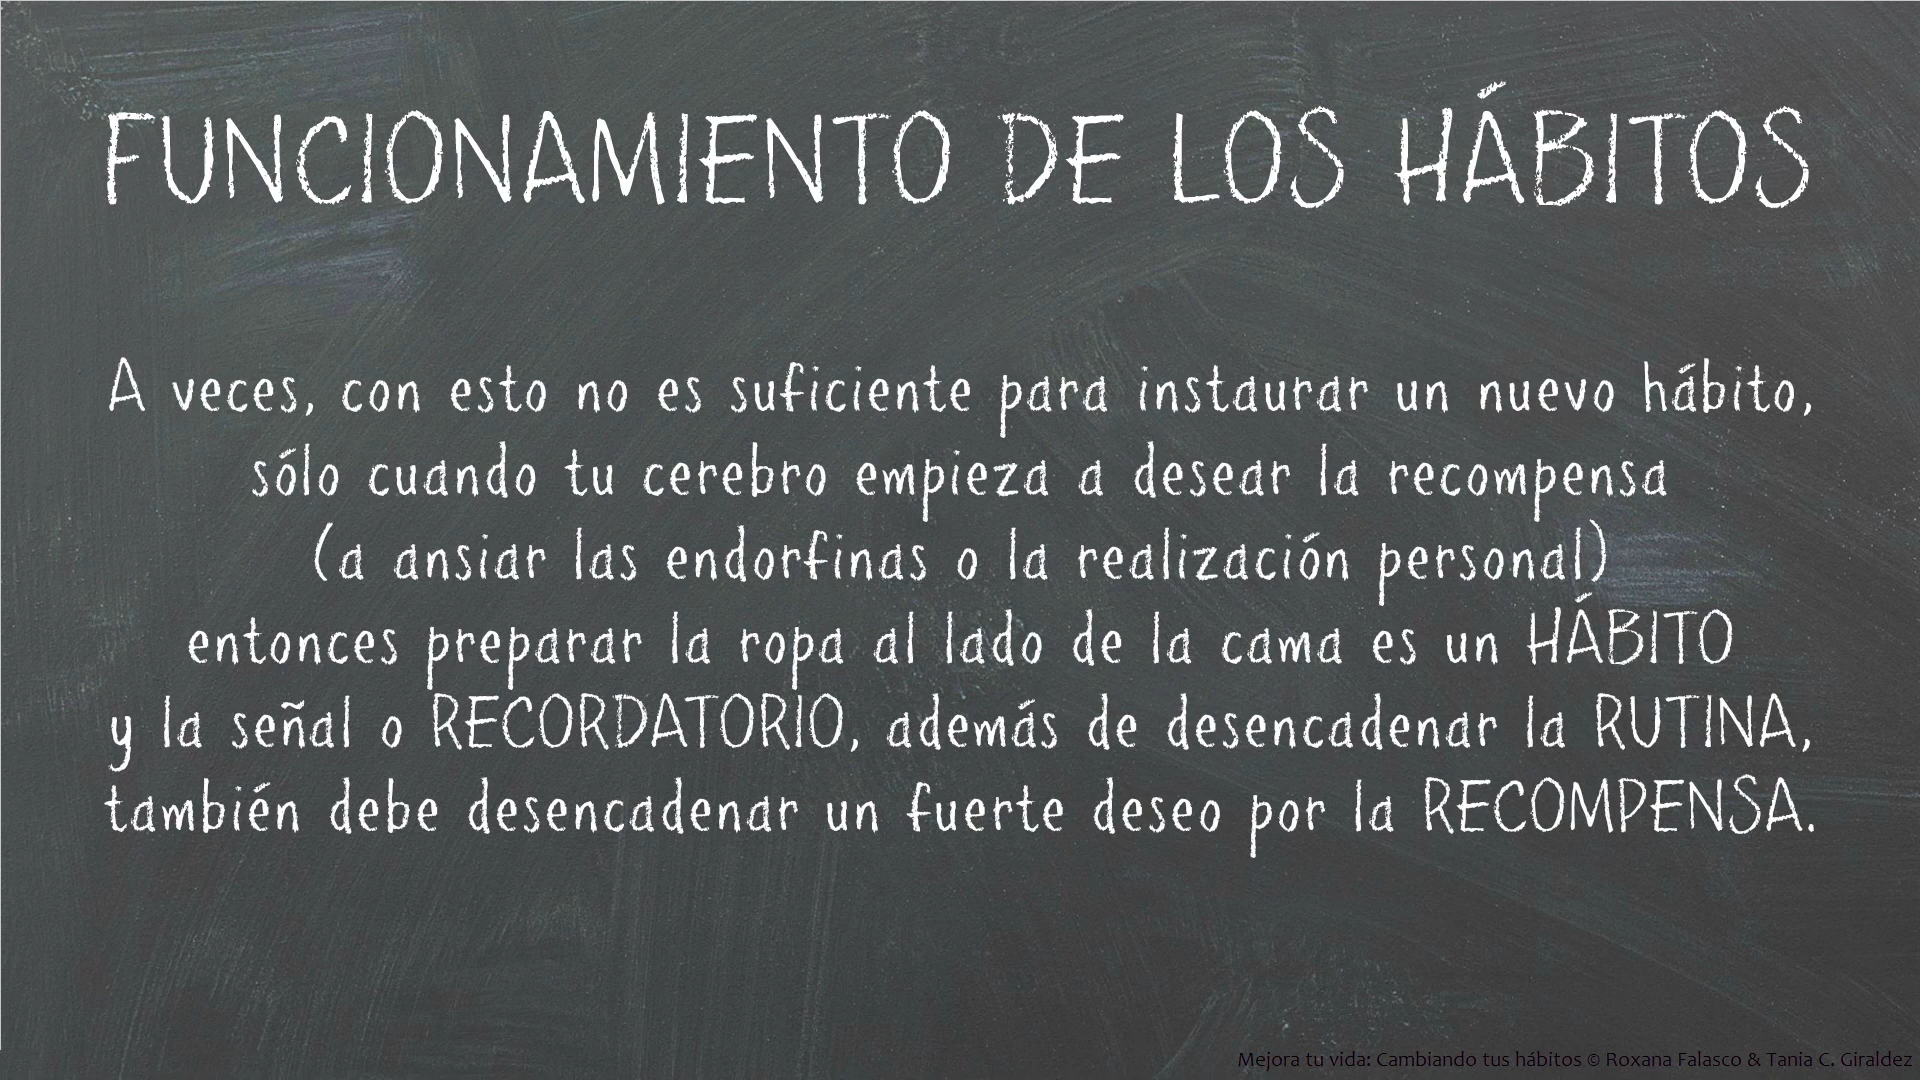 FUNCIONAMIENTO DE LOS HÁBITOS
A veces, con esto no es suficiente para instaurar un nuevo hábito,
sólo cuando tu cerebro empieza a desear la recompensa
(a ansiar las endorfinas o la realización personal)
entonces preparar la ropa al lado de la cama es un HÁBITO
y la señal o RECORDATORIO, además de desencadenar la RUTINA,
también debe desencadenar un fuerte deseo por la RECOMPENSA.
Mejora tu vida: Cambiando tus hábitos © Roxana Falasco & Tania C. Giraldez